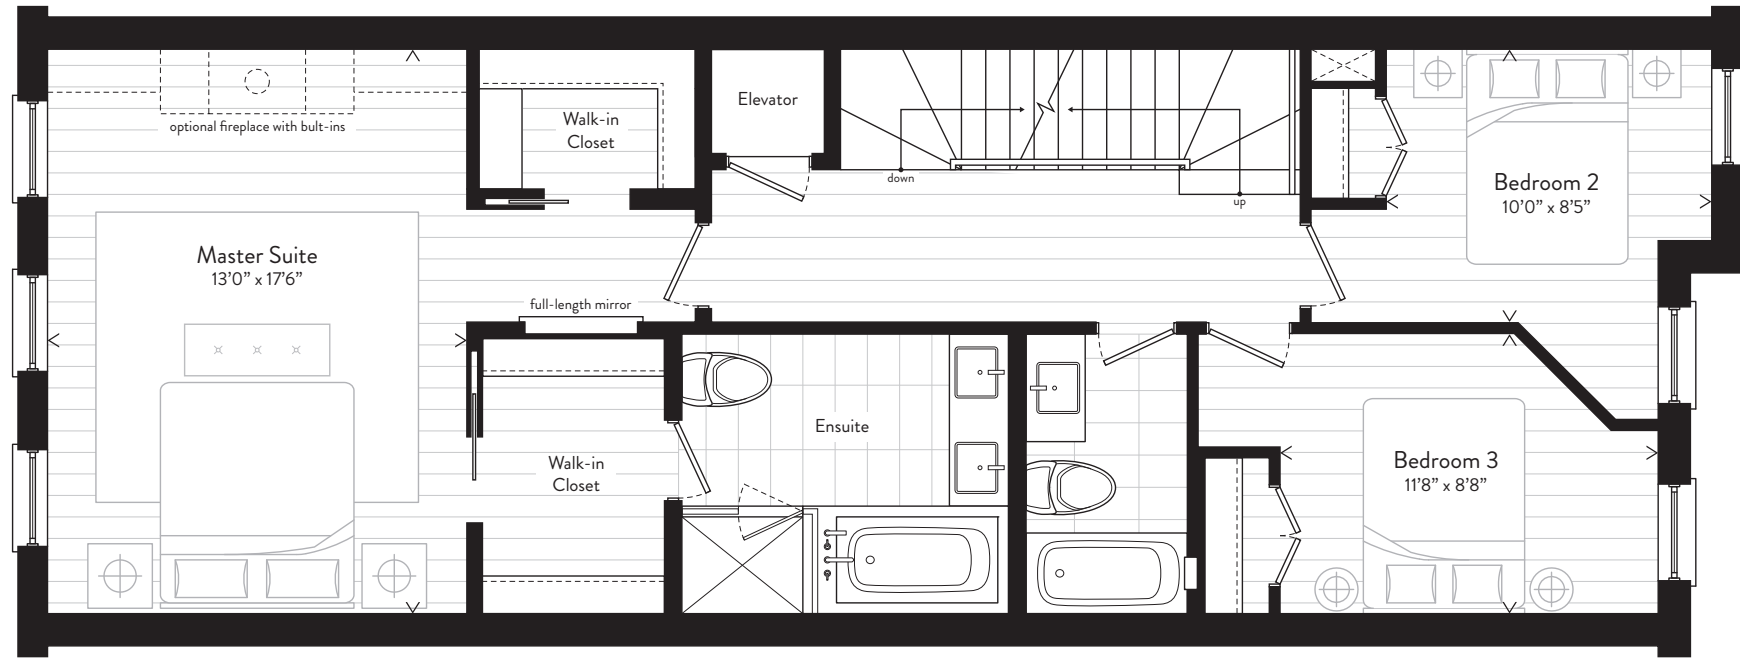 optional fireplace with bult-ins
Walk-in
Closet
Elevator
down
up
Bedroom 2
10’0” x 8’5”
Master Suite
13’0” x 17’6”
full-length mirror
Ensuite
Walk-in
Closet
Bedroom 3
11’8” x 8’8”